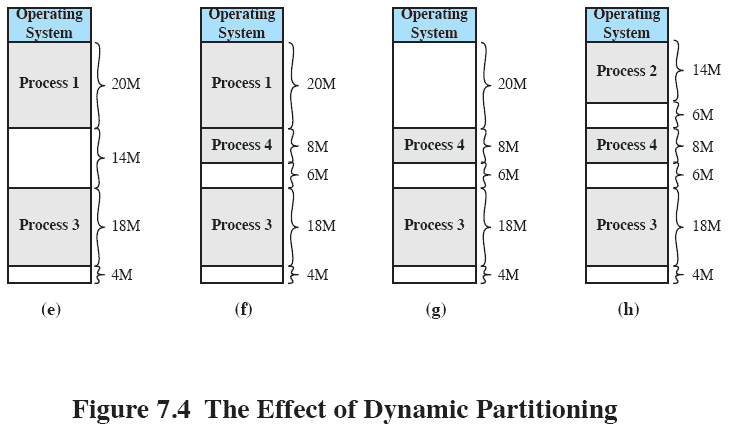 Operating
System
Process 1
20M
14M
Process 3
18M
4M
(e)
Operating
System
Process 1
20M
Process 4
8M
6M
Process 3
18M
4M
(f)
Operating
System
20M
Process 4
8M
6M
Process 3
18M
4M
(g)
Operating
System
Process 2
14M
6M
Process 4
8M
6M
Process 3
18M
4M
(h)
Figure 7.4 The Effect of Dynamic Partitioning